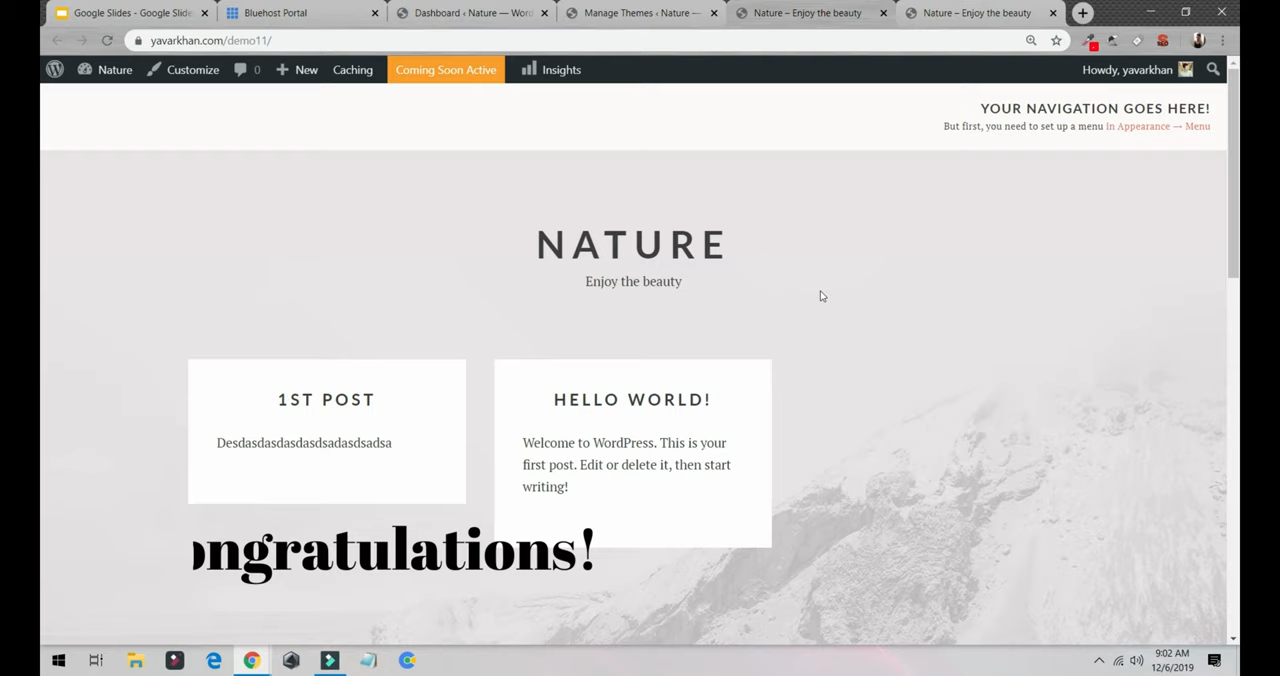 Google Slides - Google Slide
Bluehost Portal
Dashboard ‹ Nature — Word
Manage Themes ‹ Nature —
Nature – Enjoy the beauty
Nature – Enjoy the beauty
yavarkhan.com/demo11/
Nature
Customize
0
New
Caching
Coming Soon Active
Insights
Howdy, yavarkhan
YOUR NAVIGATION GOES HERE!
But first, you need to set up a menu In Appearance → Menu
NATURE
Enjoy the beauty
1ST POST
Desdasdasdasdasdsadasdsadsa
HELLO WORLD!
Welcome to WordPress. This is your
first post. Edit or delete it, then start
writing!
ongratulations!
9:02 AM
12/6/2019